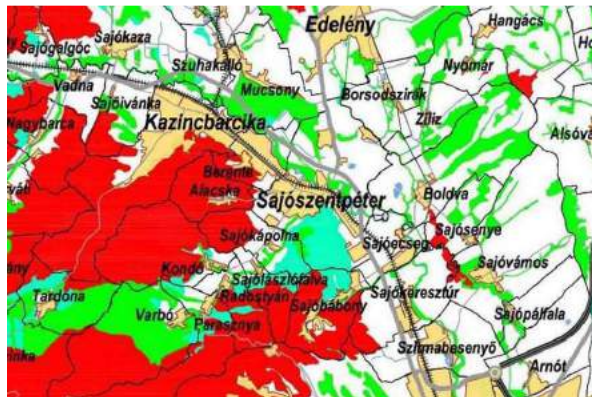 Edelény
Hangács
Sajógalgóc
Sajókaza
Szuhakálló
Nyomár
Vadna
Mucsony
Borsodszirák
Sajóivánka
Ziliz
Nagybarca
Kazincbarcika
Alsóvá
Berente
Alacska
Boldva
Sajószentpéter
Sajósenye
Sajókápolna
Sajóecseg
Kondó
Sajóvámos
Sajólászlófalva
Tardona
Radostyán
Sajókeresztúr
Varbó
Sajóbábony
Parasznya
Sajópálfala
Szirmabesenyő
Arnót